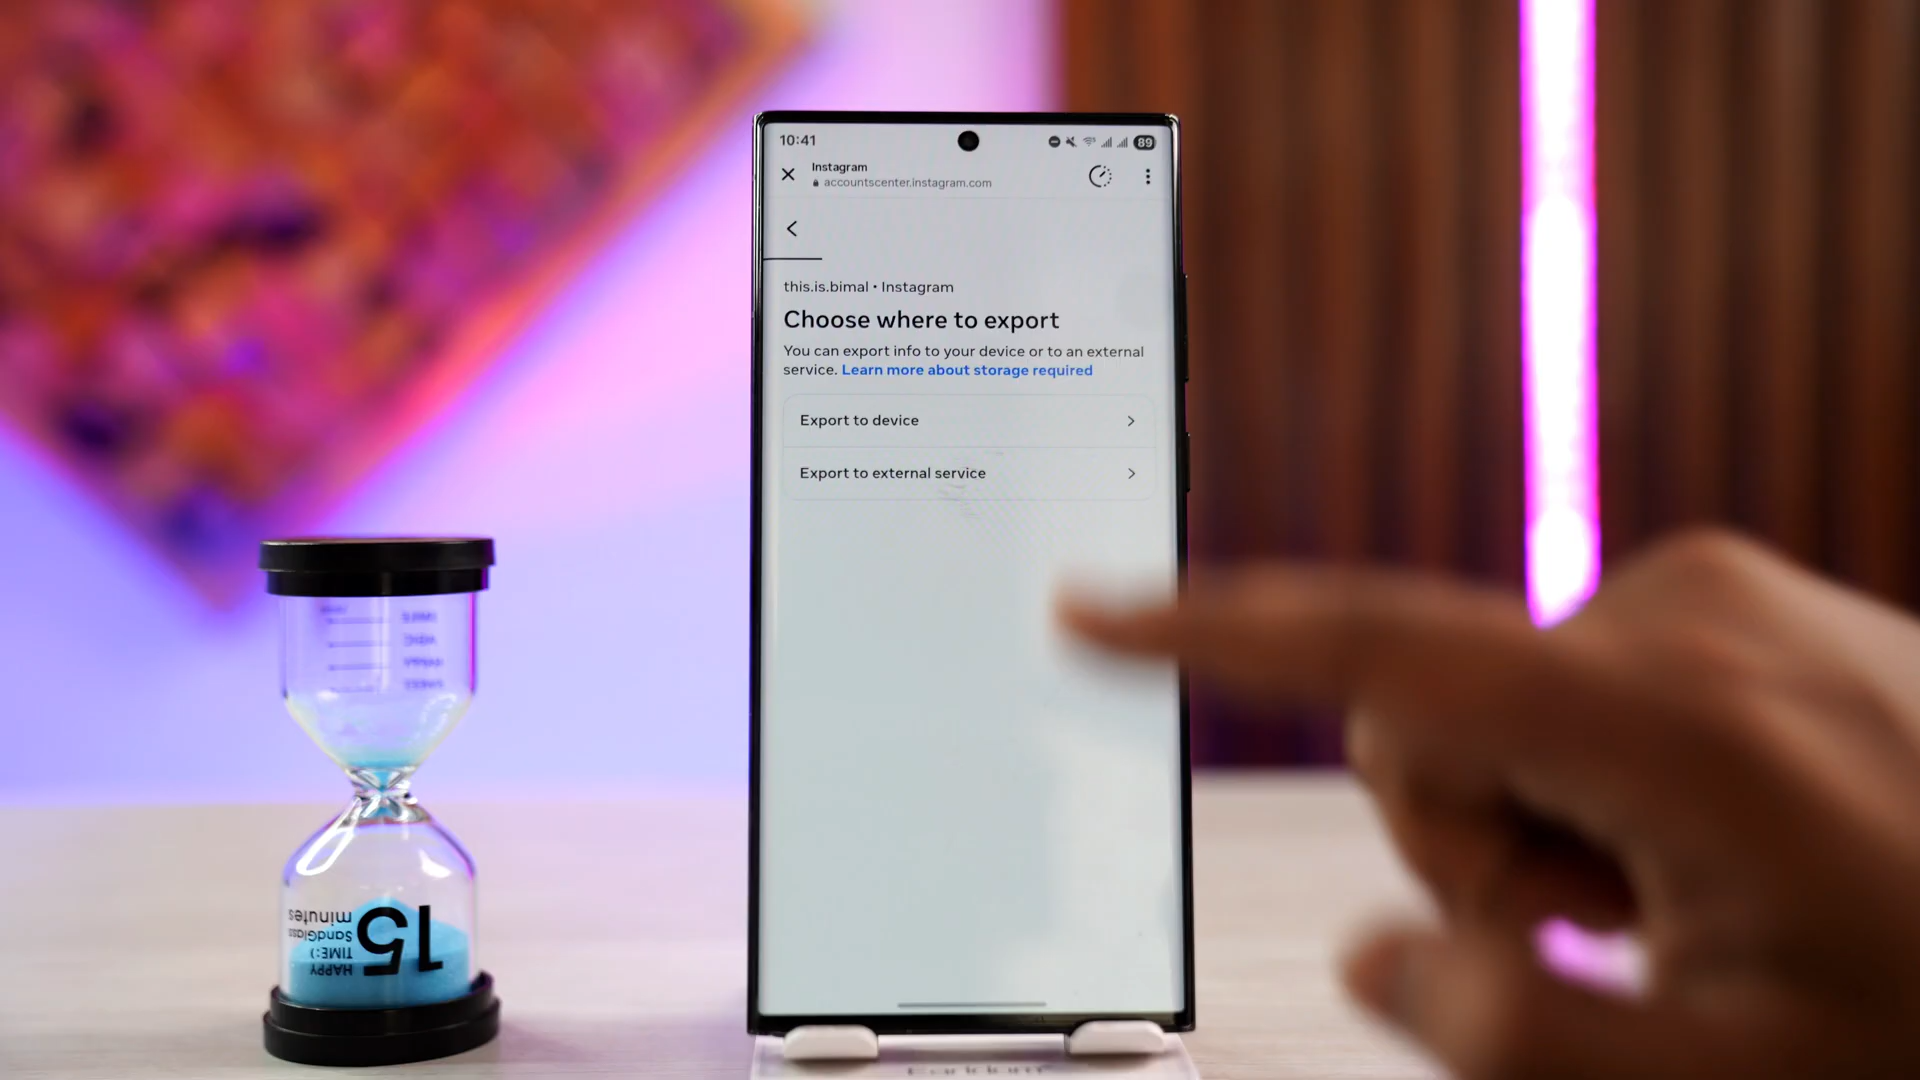 10:41
89
Instagram
accountscenter.instagram.com
this.is.bimal • Instagram
Choose where to export
You can export info to your device or to an external
service. Learn more about storage required
Export to device
Export to external service
15
minutes
SandGlass
TIME:)
HAPPY